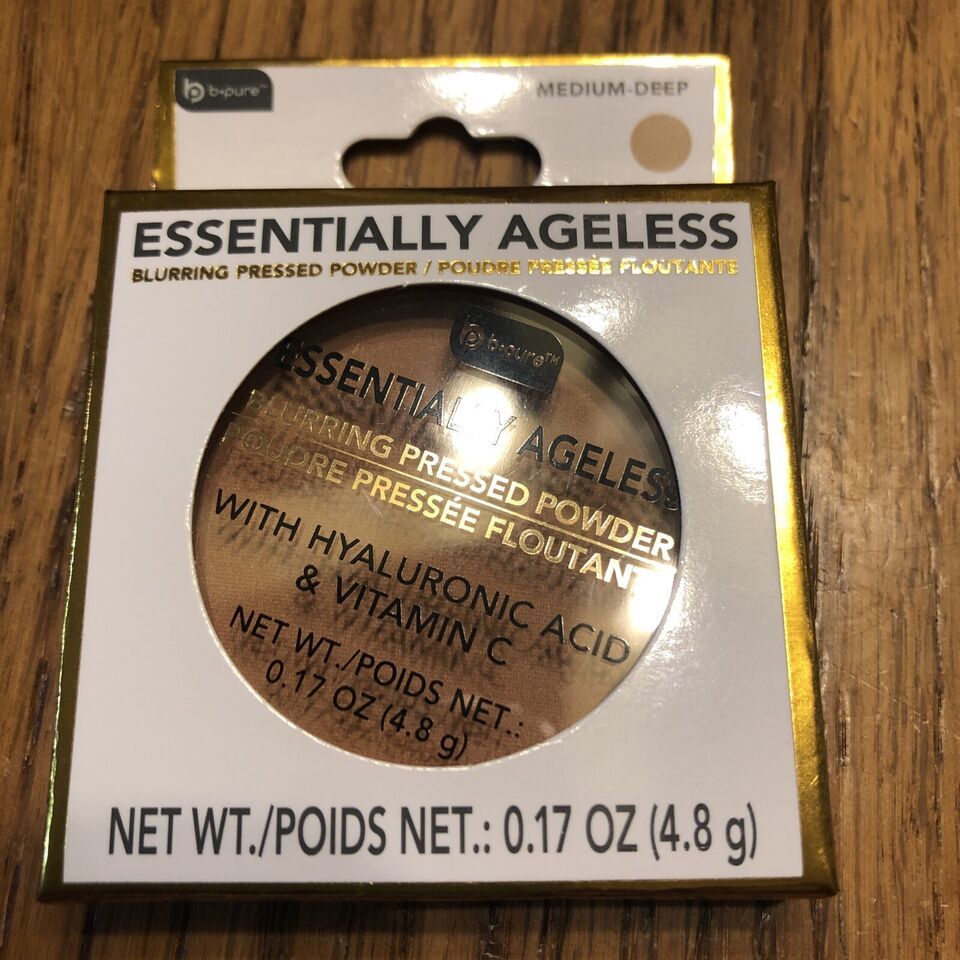 b•pure™
MEDIUM-DEEP
ESSENTIALLY AGELESS
BLURRING PRESSED POWDER / POUDRE PRESSÉE FLOUTANTE
b•pure™
ESSENTIALLY AGELESS
BLURRING PRESSED POWDER
POUDRE PRESSÉE FLOUTANT
WITH HYALURONIC ACID
& VITAMIN C
NET WT./POIDS NET.:
0.17 OZ (4.8 g)
NET WT./POIDS NET.: 0.17 OZ (4.8 g)